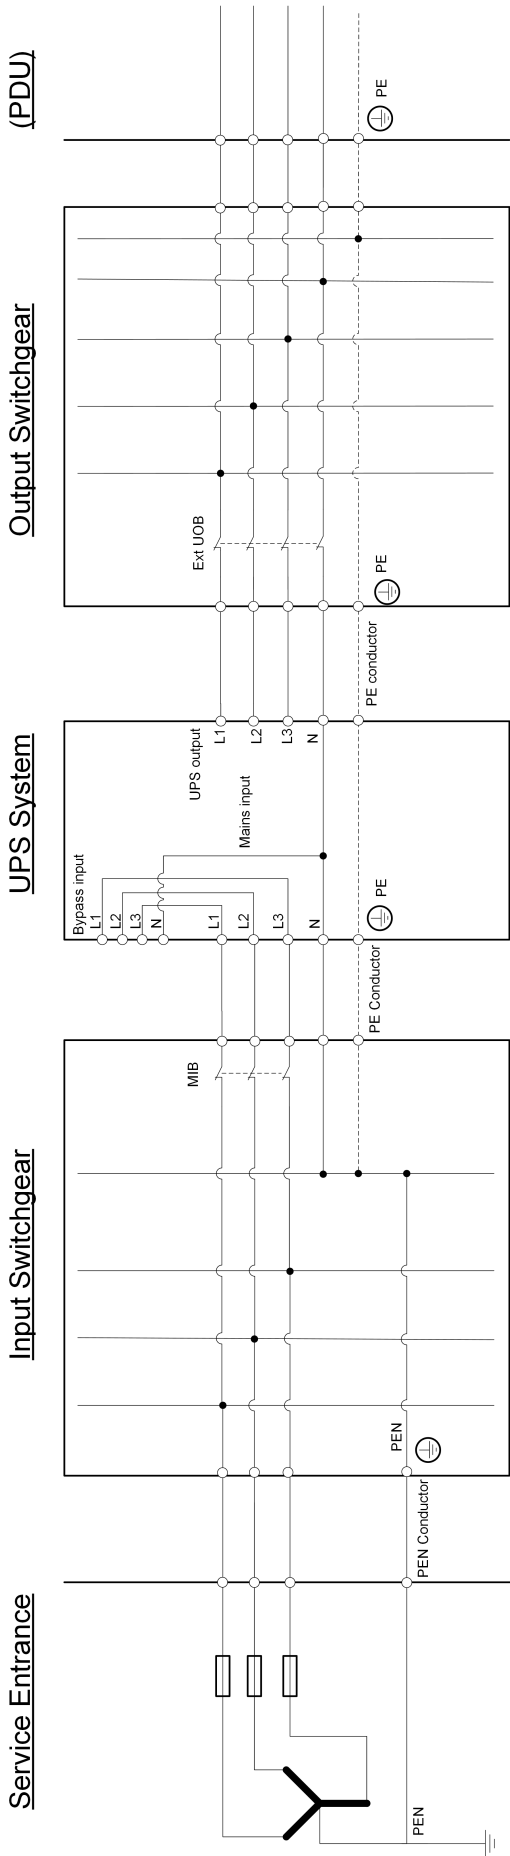 Service Entrance
Input Switchgear
UPS System
Output Switchgear
(PDU)
PEN
PEN Conductor
PEN
MIB
PE Conductor
PE
Bypass input
L1
L2
L3
N
L1
L2
L3
N
Mains input
UPS output
L1
L2
L3
N
PE conductor
PE
Ext UOB
PE